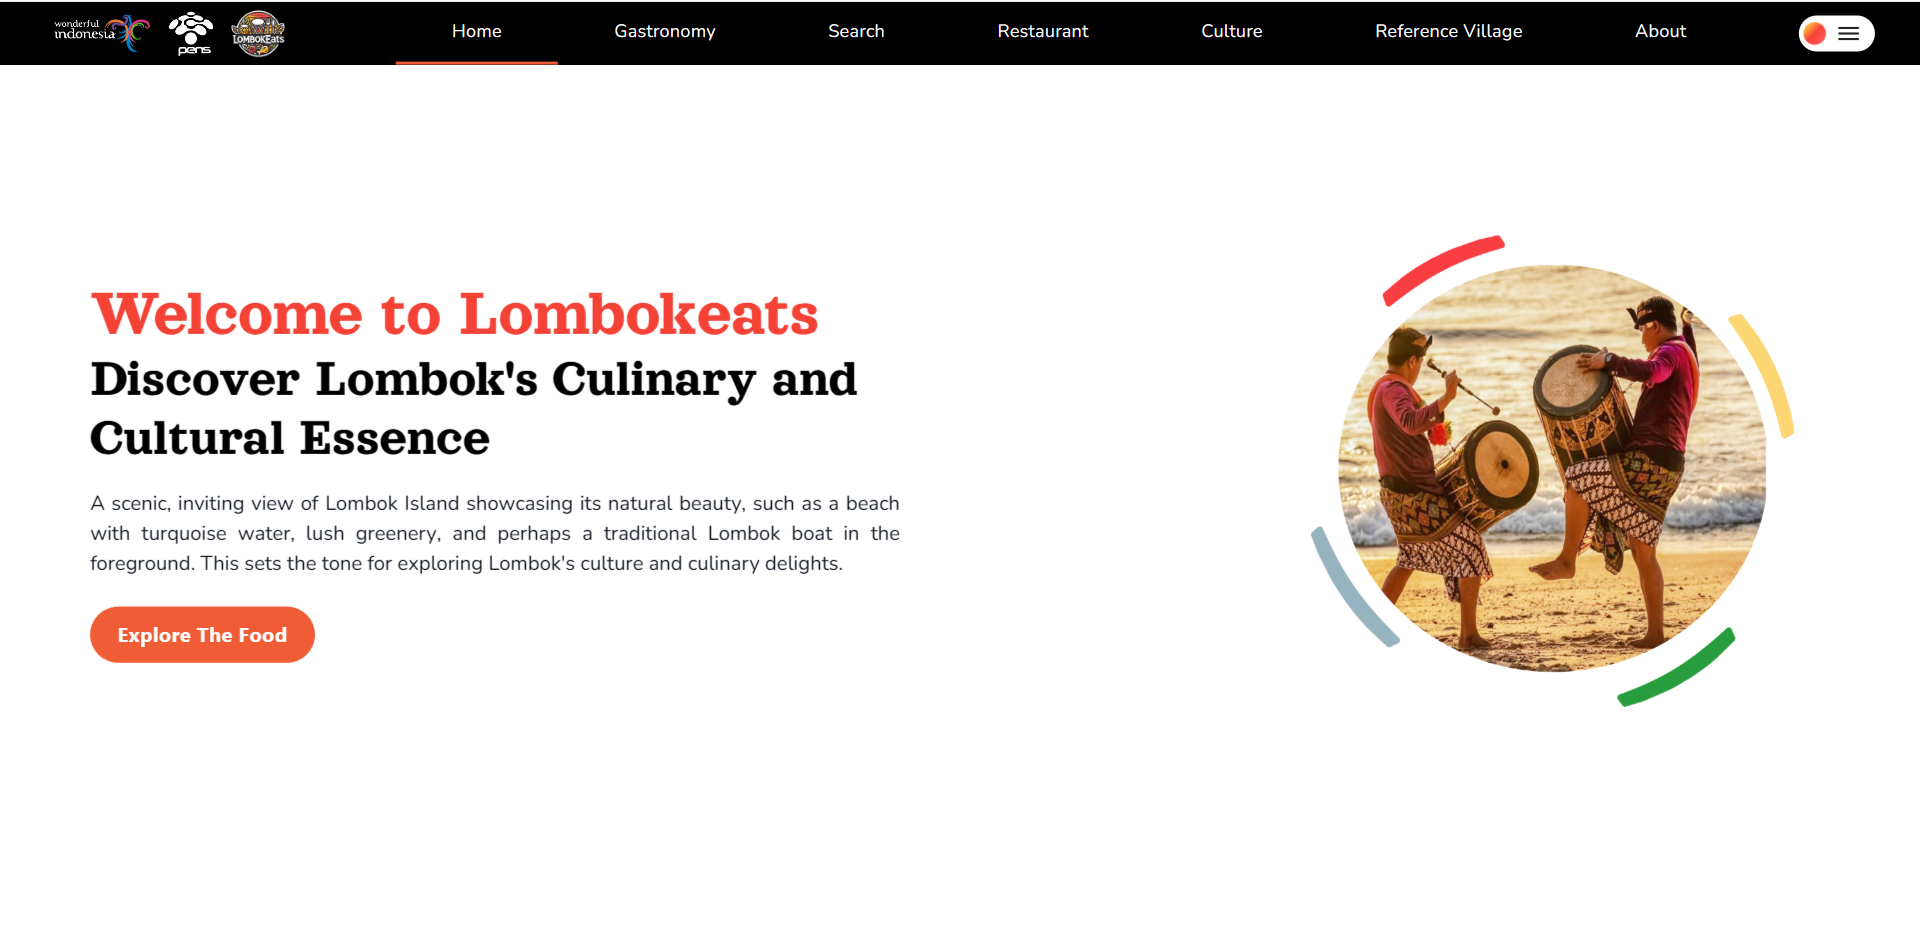 wonderful
indonesia
pens
LOMBOKEats
Home
Gastronomy
Search
Restaurant
Culture
Reference Village
About
Welcome to Lombokeats
Discover Lombok's Culinary and
Cultural Essence
A scenic, inviting view of Lombok Island showcasing its natural beauty, such as a beach
with turquoise water, lush greenery, and perhaps a traditional Lombok boat in the
foreground. This sets the tone for exploring Lombok's culture and culinary delights.
Explore The Food